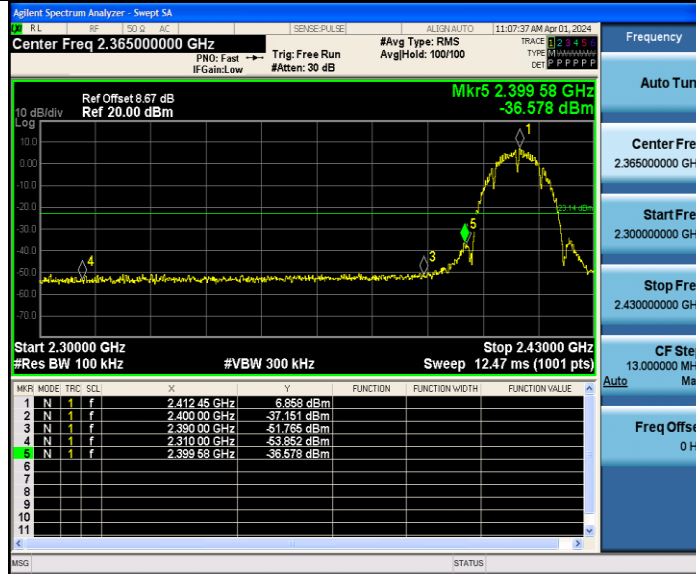 Agilent Spectrum Analyzer - Swept SA
RL RF 50 Ω AC SENSE:PULSE ALIGN AUTO 11:07:37 AM Apr 01, 2024
Center Freq 2.365000000 GHz
PNO: Fast
IFGain:Low
Trig: Free Run
#Atten: 30 dB
#Avg Type: RMS
Avg|Hold: 100/100
TRACE 1 2 3 4 5 6
TYPE M
DET P P P P P P
Ref Offset 8.67 dB
10 dB/div Ref 20.00 dBm
Log
Mkr5 2.399 58 GHz
-36.578 dBm
10.0
0.00
-10.0
-20.0
-30.0
-40.0
-50.0
-60.0
-70.0
1
-23.14 dBm
5
3
4
Start 2.30000 GHz Stop 2.43000 GHz
#Res BW 100 kHz #VBW 300 kHz Sweep 12.47 ms (1001 pts)
MKR MODE TRC SCL X Y FUNCTION FUNCTION WIDTH FUNCTION VALUE
1 N 1 f 2.412 45 GHz 6.858 dBm
2 N 1 f 2.400 00 GHz -37.151 dBm
3 N 1 f 2.390 00 GHz -51.765 dBm
4 N 1 f 2.310 00 GHz -53.852 dBm
5 N 1 f 2.399 58 GHz -36.578 dBm
6
7
8
9
10
11
MSG STATUS
Frequency
Auto Tun
Center Fre
2.365000000 GH
Start Fre
2.300000000 GH
Stop Fre
2.430000000 GH
CF Ste
13.000000 MH
Auto Ma
Freq Offse
0 H